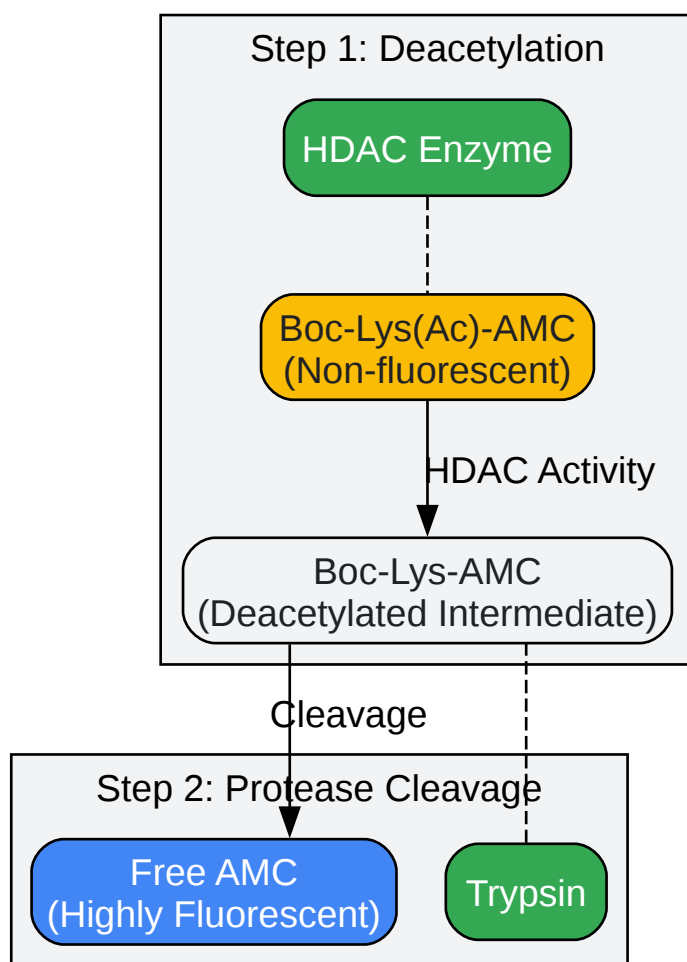 Step 1: Deacetylation
HDAC Enzyme
Boc-Lys(Ac)-AMC
(Non-fluorescent)
HDAC Activity
Boc-Lys-AMC
(Deacetylated Intermediate)
Cleavage
Step 2: Protease Cleavage
Free AMC
(Highly Fluorescent)
Trypsin